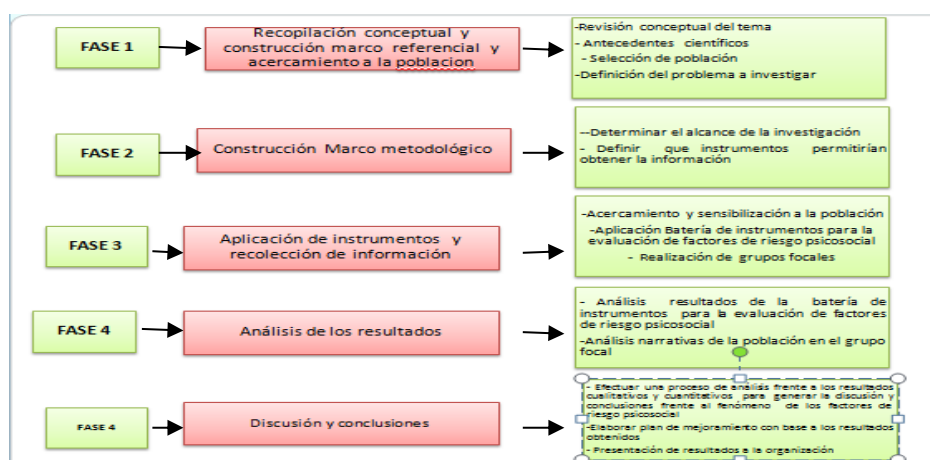 FASE 1
Recopilación conceptual y
construcción marco referencial y
acercamiento a la poblacion
-Revisión conceptual del tema
- Antecedentes científicos
- Selección de población
-Definición del problema a investigar
FASE 2
Construcción Marco metodológico
--Determinar el alcance de la investigación
- Definir que instrumentos permitirían
obtener la información
FASE 3
Aplicación de instrumentos y
recolección de información
-Acercamiento y sensibilización a la población
-Aplicación Batería de instrumentos para la
evaluación de factores de riesgo psicosocial
- Realización de grupos focales
FASE 4
Análisis de los resultados
- Análisis resultados de la batería de
instrumentos para la evaluación de factores
de riesgo psicosocial
-Análisis narrativas de la población en el grupo
focal
FASE 4
Discusión y conclusiones
- Efectuar una proceso de análisis frente a los resultados
cualitativos y cuantitativos para generar la discusión y
conclusiones frente al fenómeno de los factores de
riesgo psicosocial
-Elaborar plan de mejoramiento con base a los resultados
obtenidos
- Presentación de resultados a la organización